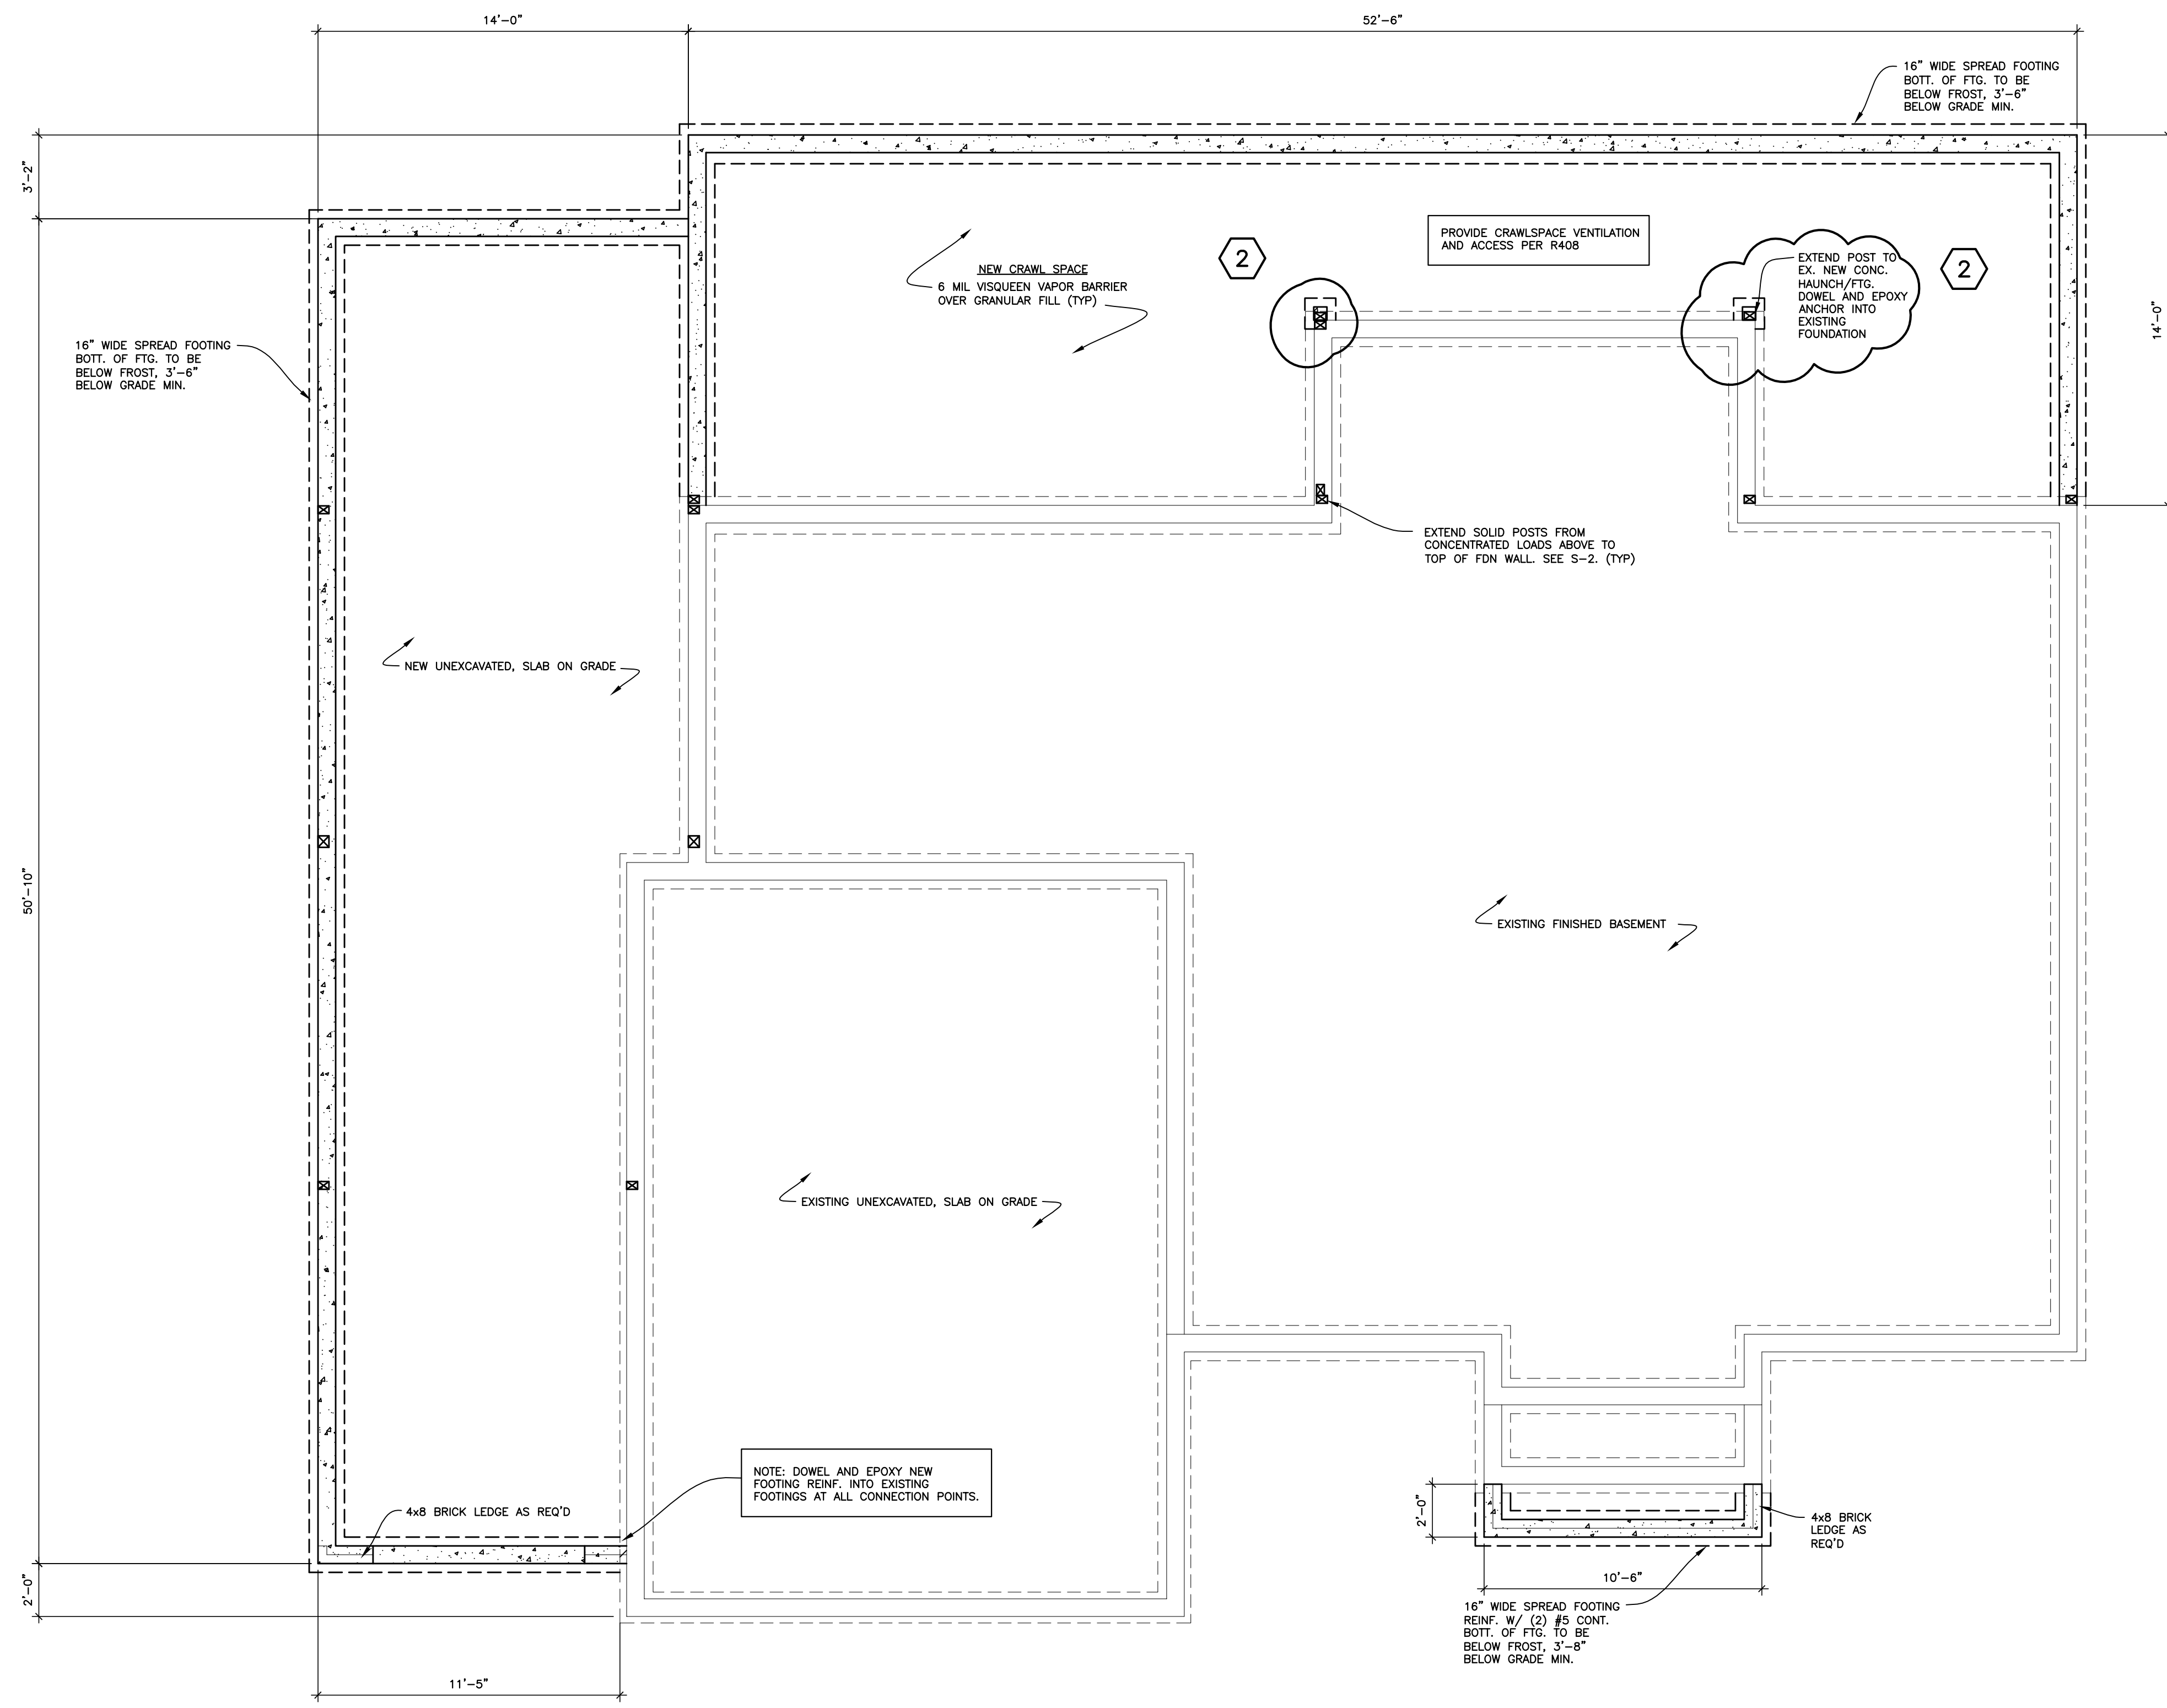 14'-0"
52'-6"
16" WIDE SPREAD FOOTING
BOTT. OF FTG. TO BE
BELOW FROST, 3'-6"
BELOW GRADE MIN.
3'-2"
PROVIDE CRAWLSPACE VENTILATION
AND ACCESS PER R408
2
EXTEND POST TO
EX. NEW CONC.
HAUNCH/FTG.
DOWEL AND EPOXY
ANCHOR INTO
EXISTING
FOUNDATION
2
NEW CRAWL SPACE
6 MIL VISQUEEN VAPOR BARRIER
OVER GRANULAR FILL (TYP)
14'-0"
16" WIDE SPREAD FOOTING
BOTT. OF FTG. TO BE
BELOW FROST, 3'-6"
BELOW GRADE MIN.
EXTEND SOLID POSTS FROM
CONCENTRATED LOADS ABOVE TO
TOP OF FDN WALL. SEE S-2. (TYP)
NEW UNEXCAVATED, SLAB ON GRADE
50'-10"
EXISTING FINISHED BASEMENT
EXISTING UNEXCAVATED, SLAB ON GRADE
NOTE: DOWEL AND EPOXY NEW
FOOTING REINF. INTO EXISTING
FOOTINGS AT ALL CONNECTION POINTS.
4x8 BRICK LEDGE AS REQ'D
2'-0"
4x8 BRICK
LEDGE AS
REQ'D
2'-0"
10'-6"
16" WIDE SPREAD FOOTING
REINF. W/ (2) #5 CONT.
BOTT. OF FTG. TO BE
BELOW FROST, 3'-8"
BELOW GRADE MIN.
11'-5"